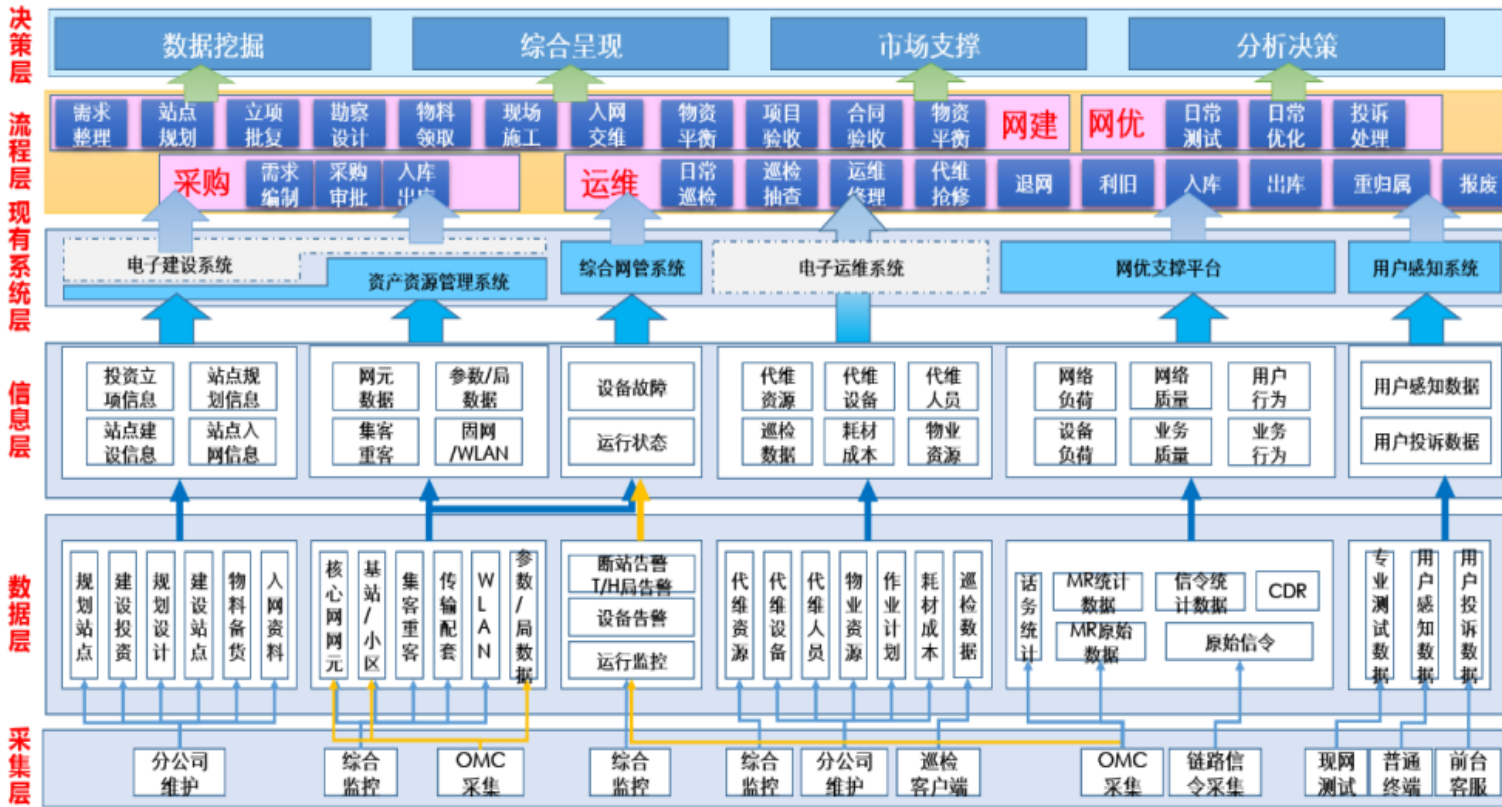 决策层
数据挖掘
综合呈现
市场支撑
分析决策
流程层
需求
整理
站点
规划
立项
批复
勘察
设计
物料
领取
现场
施工
入网
交维
物资
平衡
项目
验收
合同
验收
物资
平衡
网建
网优
日常
测试
日常
优化
投诉
处理
采购
需求
编制
采购
审批
入库
出库
运维
日常
巡检
巡检
抽查
运维
修理
代维
抢修
退网
利旧
入库
出库
重归属
报废
现有系统层
电子建设系统
资产资源管理系统
综合网管系统
电子运维系统
网优支撑平台
用户感知系统
信息层
投资立
项信息
站点规
划信息
站点建
设信息
站点入
网信息
网元
数据
参数/局
数据
集客
重客
固网
/WLAN
设备故障
运行状态
代维
资源
代维
设备
代维
人员
巡检
数据
耗材
成本
物业
资源
网络
负荷
网络
质量
用户
行为
设备
负荷
业务
质量
业务
行为
用户感知数据
用户投诉数据
数据层
规划站点
建设投资
规划设计
建设站点
物料备货
入网资料
核心网网元
基站/小区
集客重客
传输配套
WLAN
参数/局数据
断站告警
T/H局告警
设备告警
运行监控
代维资源
代维设备
代维人员
物业资源
作业计划
耗材成本
巡检数据
话务统计
MR统计
数据
信令统
计数据
CDR
MR原始
数据
原始信令
专业测试数据
用户感知数据
用户投诉数据
采集层
分公司
维护
综合
监控
OMC
采集
综合
监控
综合
监控
分公司
维护
巡检
客户端
OMC
采集
链路信
令采集
现网
测试
普通
终端
前台
客服